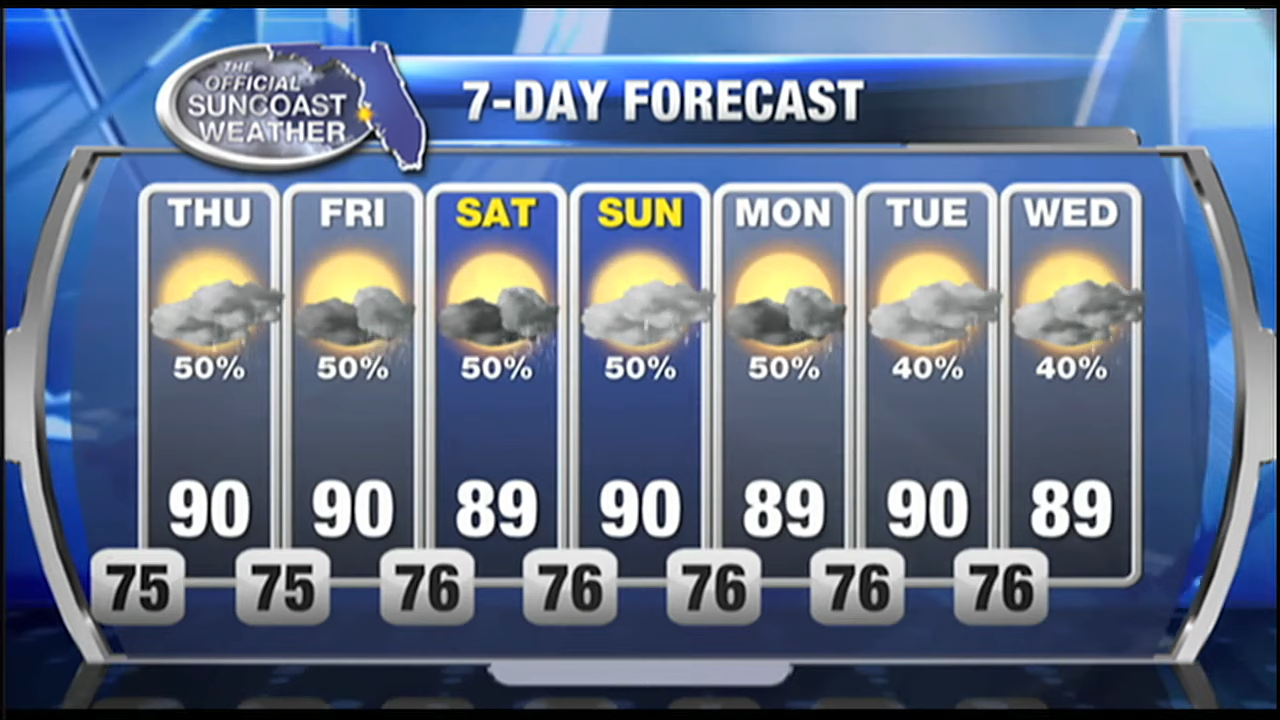 THE
OFFICIAL
SUNCOAST
WEATHER
7-DAY FORECAST
THU FRI SAT SUN MON TUE WED
50% 50% 50% 50% 50% 40% 40%
90 90 89 90 89 90 89
75 75 76 76 76 76 76